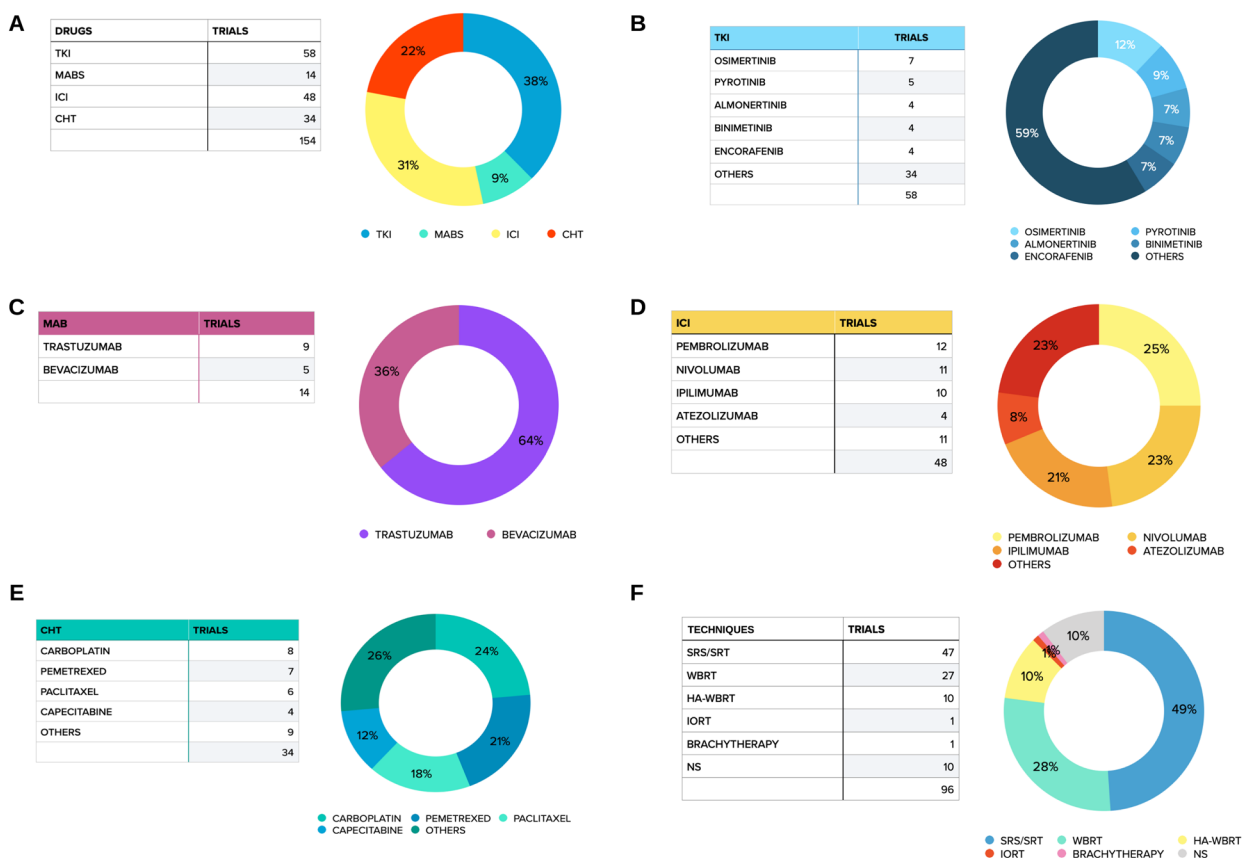 A
DRUGS TRIALS
TKI 58
MABS 14
ICI 48
CHT 34
154
22%
38%
31%
9%
TKI MABS ICI CHT
B
TKI TRIALS
OSIMERTINIB 7
PYROTINIB 5
ALMONERTINIB 4
BINIMETINIB 4
ENCORAFENIB 4
OTHERS 34
58
12%
9%
7%
59%
7%
7%
OSIMERTINIB PYROTINIB
ALMONERTINIB BINIMETINIB
ENCORAFENIB OTHERS
C
MAB TRIALS
TRASTUZUMAB 9
BEVACIZUMAB 5
14
36%
64%
TRASTUZUMAB BEVACIZUMAB
D
ICI TRIALS
PEMBROLIZUMAB 12
NIVOLUMAB 11
IPILIMUMAB 10
ATEZOLIZUMAB 4
OTHERS 11
48
23%
25%
8%
23%
21%
PEMBROLIZUMAB NIVOLUMAB
IPILIMUMAB ATEZOLIZUMAB
OTHERS
E
CHT TRIALS
CARBOPLATIN 8
PEMETREXED 7
PACLITAXEL 6
CAPECITABINE 4
OTHERS 9
34
26%
24%
12%
21%
18%
CARBOPLATIN PEMETREXED PACLITAXEL
CAPECITABINE OTHERS
F
TECHNIQUES TRIALS
SRS/SRT 47
WBRT 27
HA-WBRT 10
IORT 1
BRACHYTHERAPY 1
NS 10
96
10%
1%
1%
10%
49%
28%
SRS/SRT WBRT HA-WBRT
IORT BRACHYTHERAPY NS